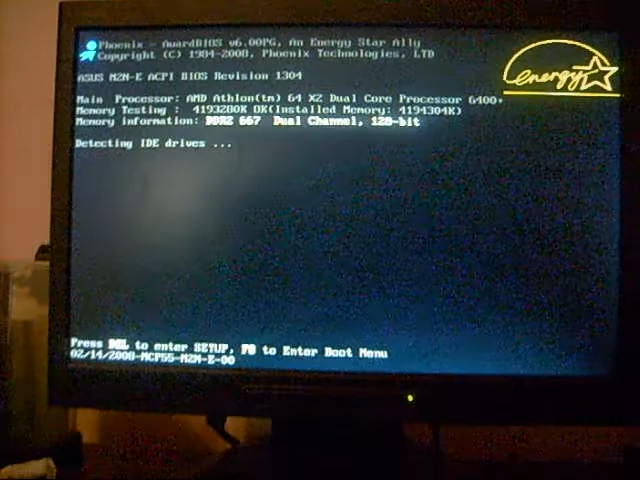 Phoenix - AwardBIOS v6.00PG, An Energy Star Ally
Copyright (C) 1984-2008, Phoenix Technologies, LTD
energy
ASUS M2N-E ACPI BIOS Revision 1304
Main Processor: AMD Athlon(tm) 64 X2 Dual Core Processor 6400+
Memory Testing : 4193280K OK(Installed Memory: 4194304K)
Memory information: DDR2 667 Dual Channel, 128-bit
Detecting IDE drives ...
Press DEL to enter SETUP, F8 to Enter Boot Menu
02/14/2008-MCP55-M2N-E-00